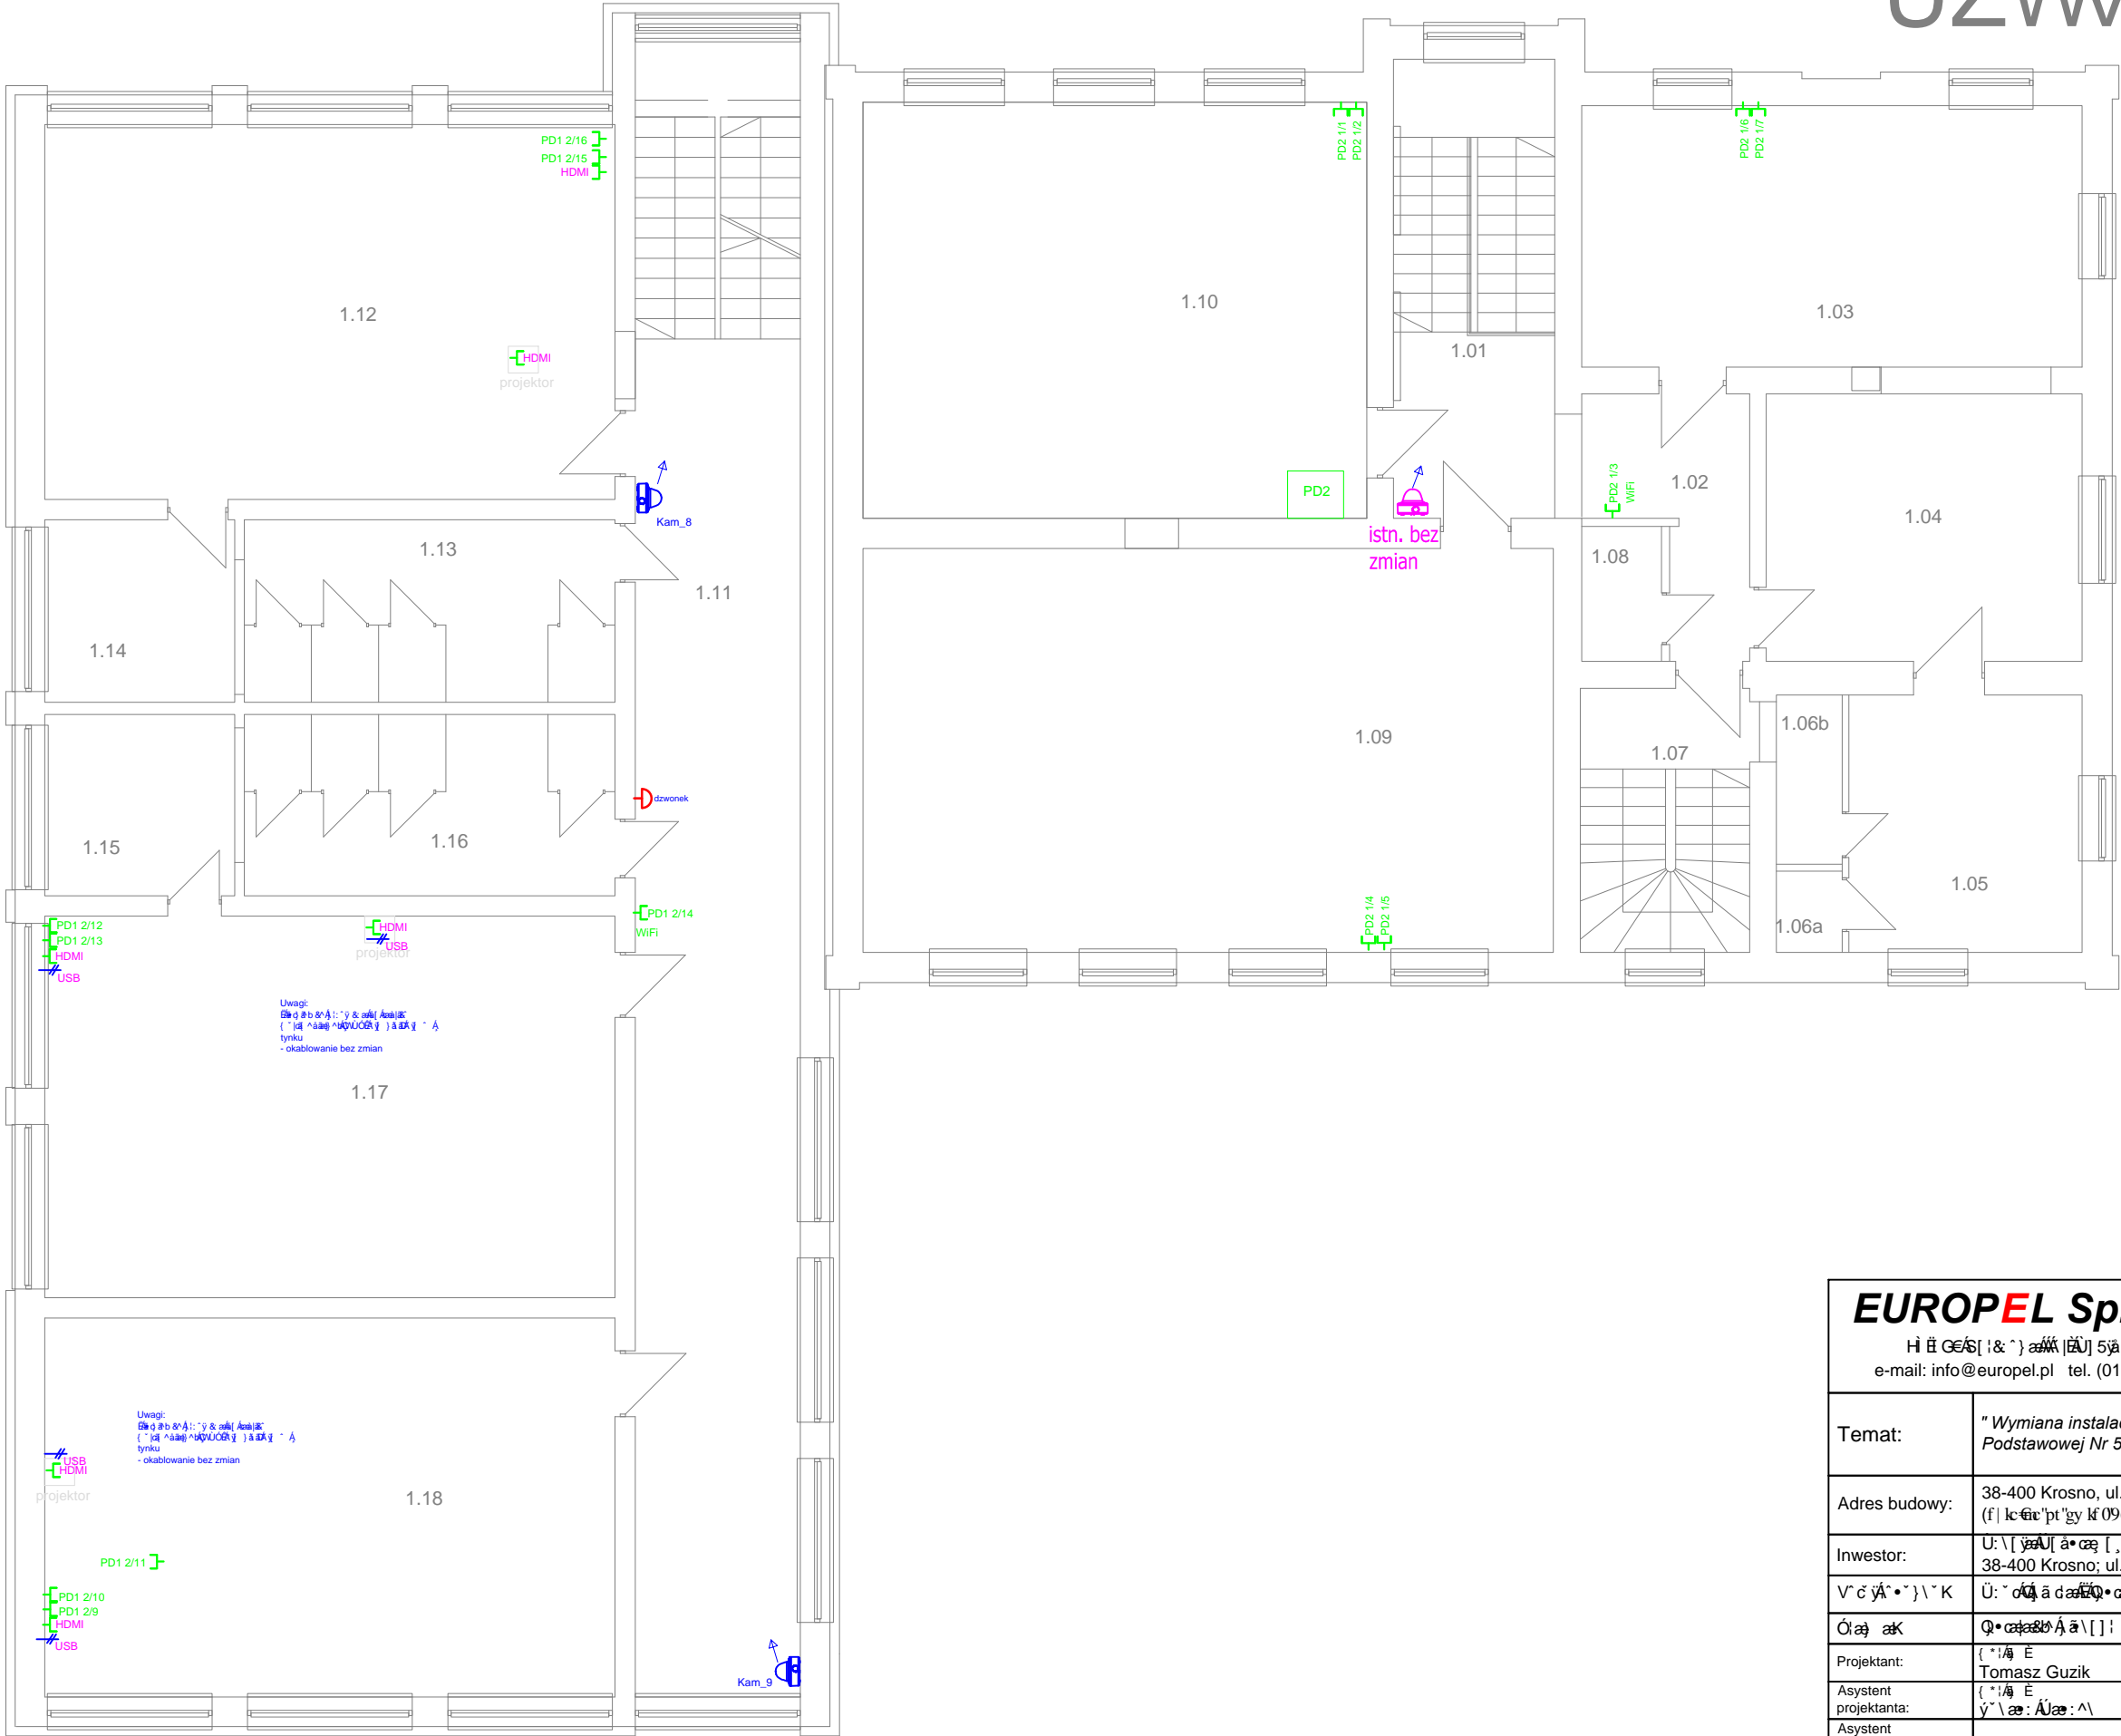 PD1 2/16
PD1 2/15
HDMI
PD2 1/1
PD2 1/2
PD2 1/6
PD2 1/7
1.12
1.10
1.03
1.01
HDMI
projektor
PD2
PD2 1/3
WiFi
1.02
1.04
Kam_8
istn. bez
zmian
1.13
1.08
1.11
1.14
1.06b
1.09
1.07
dzwonek
1.15
1.16
1.05
PD2 1/4
PD2 1/5
1.06a
PD1 2/14
WiFi
PD1 2/12
PD1 2/13
HDMI
USB
HDMI
USB
projektor
Uwagi:
tynku
- okablowanie bez zmian
1.17
Uwagi:
tynku
- okablowanie bez zmian
USB
HDMI
projektor
1.18
PD1 2/11
PD1 2/10
PD1 2/9
HDMI
USB
Kam_9
EUROPEL Sp
e-mail: info@europel.pl tel. (01
Temat:
" Wymiana instala
Podstawowej Nr 5
Adres budowy:
38-400 Krosno, ul.
Inwestor:
38-400 Krosno; ul.
Projektant:
Tomasz Guzik
Asystent
projektanta:
Asystent